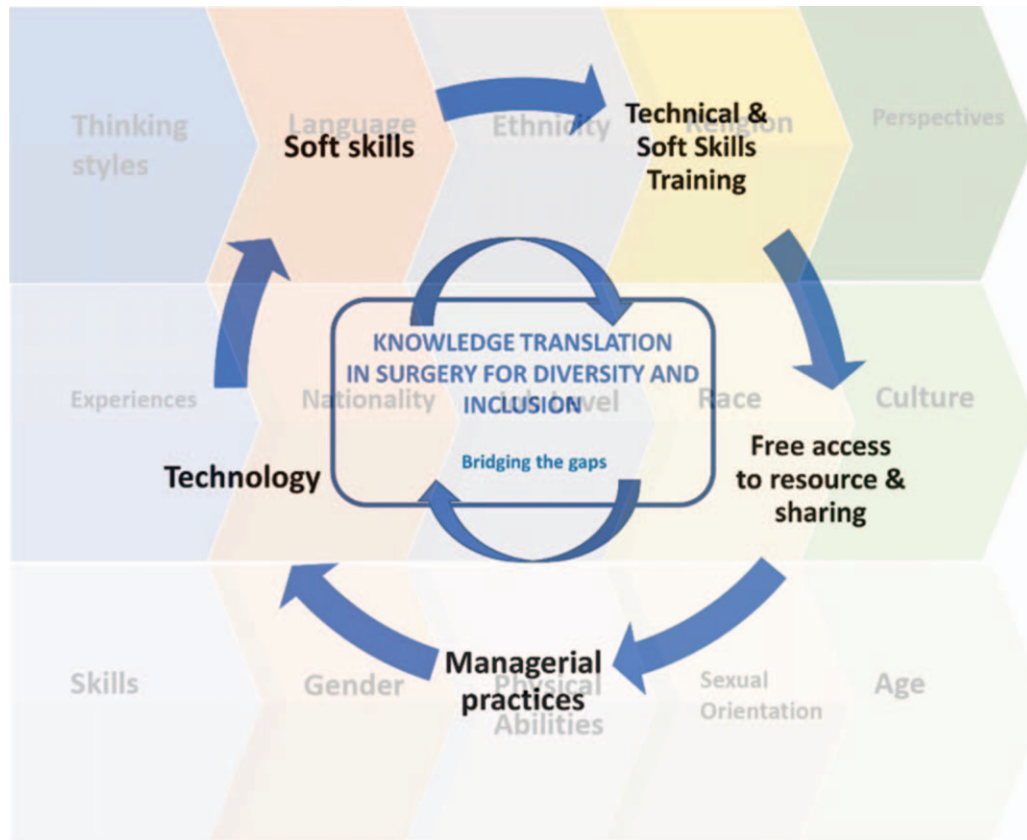 Thinking
styles
Language
Soft skills
Ethnicity
Religion
Technical &
Soft Skills
Training
Perspectives
KNOWLEDGE TRANSLATION
IN SURGERY FOR DIVERSITY AND
INCLUSION
Bridging the gaps
Experiences
Nationality
Level
Race
Culture
Technology
Free access
to resource &
sharing
Skills
Gender
Managerial
practices
Physical
Abilities
Sexual
Orientation
Age